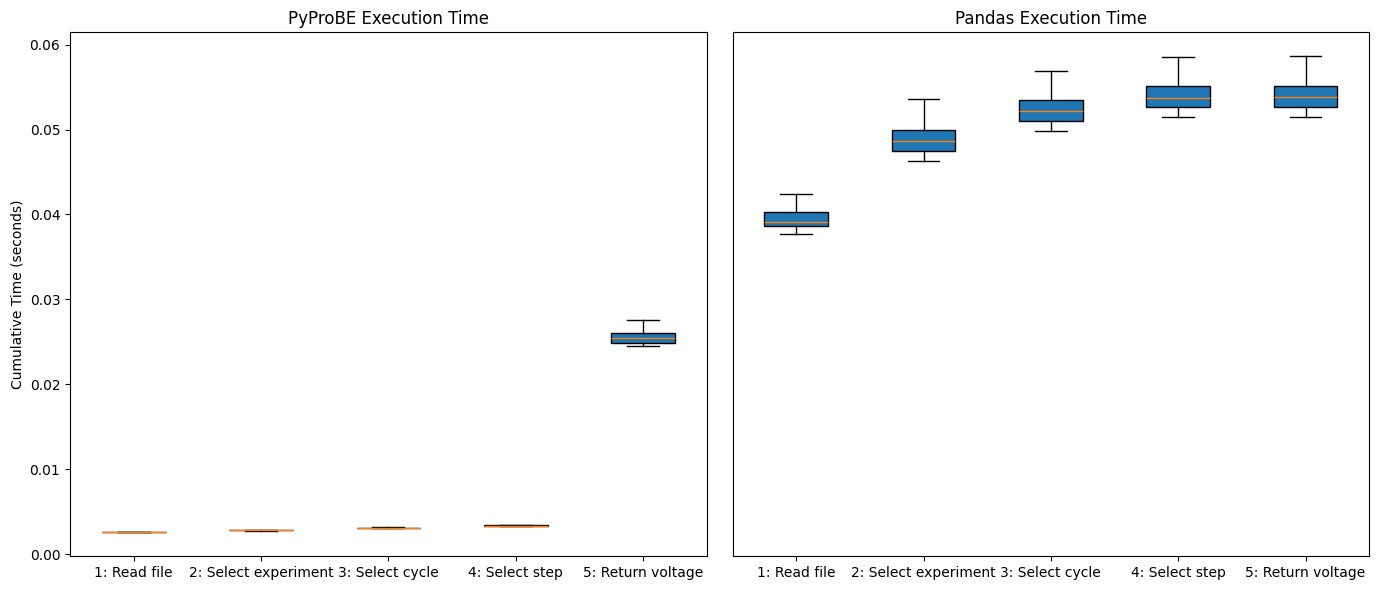 PyProBE Execution Time
Pandas Execution Time
Cumulative Time (seconds)
0.06
0.05
0.04
0.03
0.02
0.01
0.00
1: Read file
2: Select experiment
3: Select cycle
4: Select step
5: Return voltage
1: Read file
2: Select experiment
3: Select cycle
4: Select step
5: Return voltage